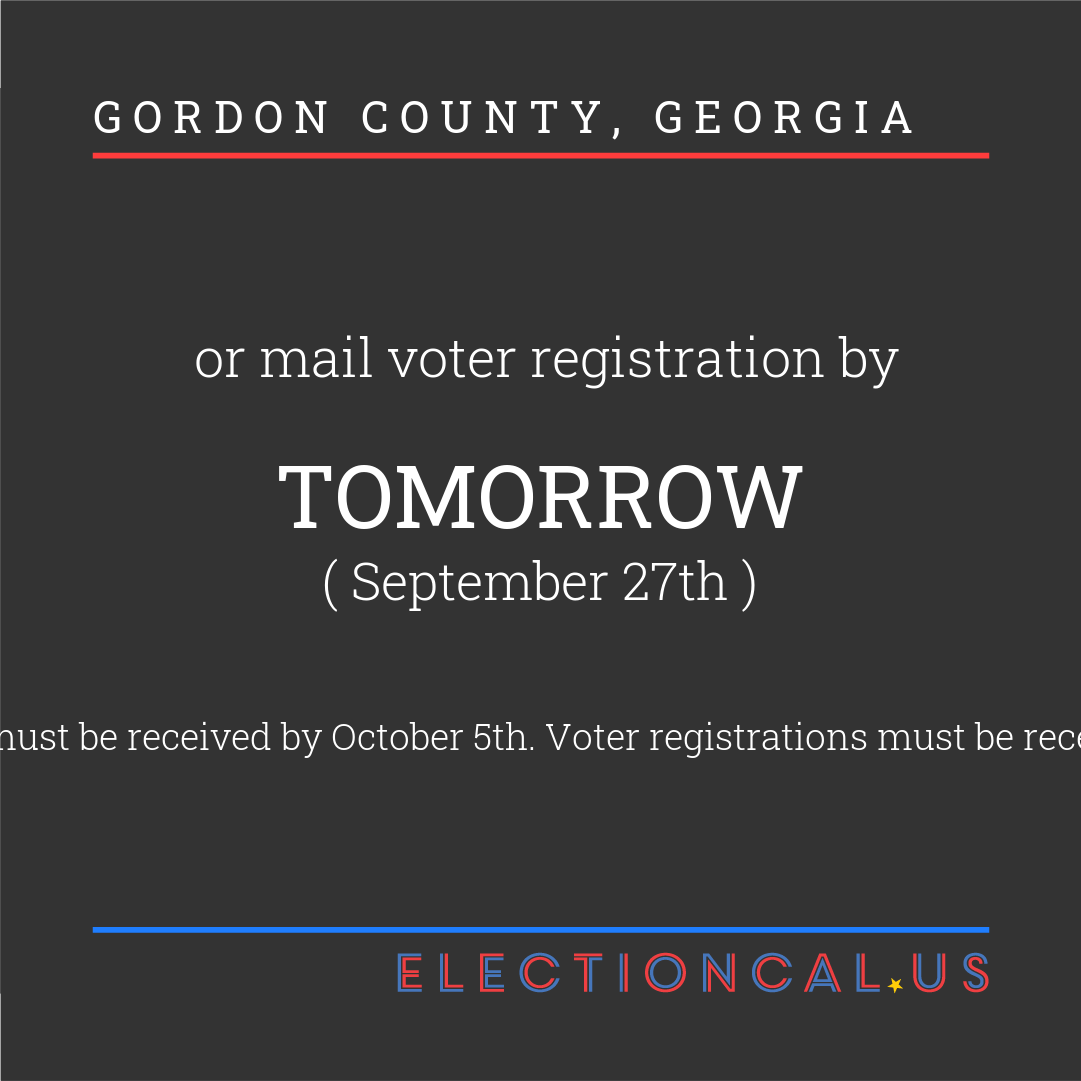 GORDON COUNTY, GEORGIA
or mail voter registration by
TOMORROW
( September 27th )
must be received by October 5th. Voter registrations must be
ELECTIONCAL.US